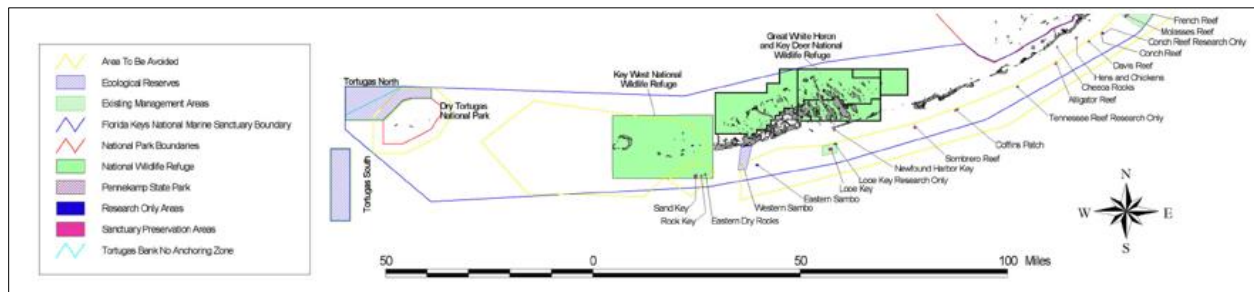 Area To Be Avoided
Ecological Reserves
Existing Management Areas
Florida Keys National Marine Sanctuary Boundary
National Park Boundaries
National Wildlife Refuge
Pennekamp State Park
Research Only Areas
Sanctuary Preservation Areas
Tortugas Bank No Anchoring Zone
Tortugas North
Dry Tortugas
National Park
Tortugas South
Key West National
Wildlife Refuge
Great White Heron
and Key Deer National
Wildlife Refuge
French Reef
Molasses Reef
Conch Reef Research Only
Conch Reef
Davis Reef
Hens and Chickens
Cheeca Rocks
Alligator Reef
Tennessee Reef Research Only
Coffins Patch
Sombrero Reef
Newfound Harbor Key
Looe Key Research Only
Looe Key
Eastern Sambo
Western Sambo
Eastern Dry Rocks
Rock Key
Sand Key
N
W E
S
50 0 50 100 Miles